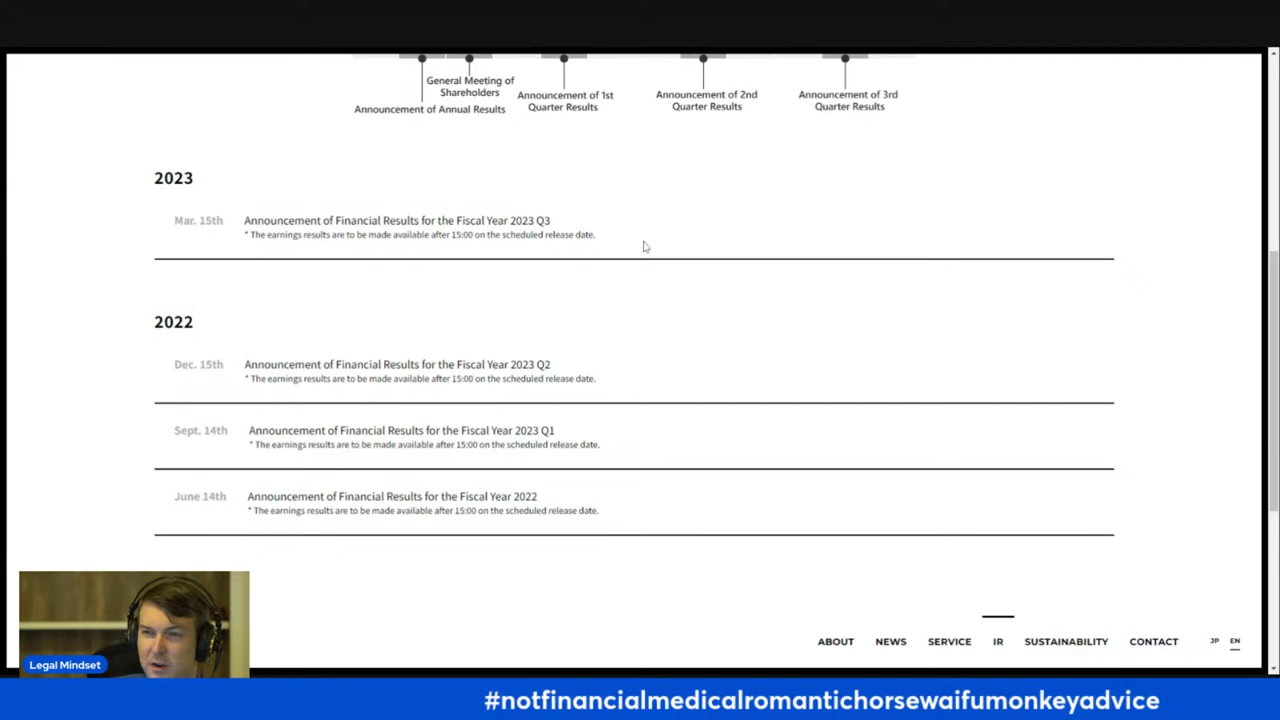 General Meeting of
Shareholders
Announcement of Annual Results
Announcement of 1st
Quarter Results
Announcement of 2nd
Quarter Results
Announcement of 3rd
Quarter Results
2023
Mar. 15th Announcement of Financial Results for the Fiscal Year 2023 Q3
* The earnings results are to be made available after 15:00 on the scheduled release date.
2022
Dec. 15th Announcement of Financial Results for the Fiscal Year 2023 Q2
* The earnings results are to be made available after 15:00 on the scheduled release date.
Sept. 14th Announcement of Financial Results for the Fiscal Year 2023 Q1
* The earnings results are to be made available after 15:00 on the scheduled release date.
June 14th Announcement of Financial Results for the Fiscal Year 2022
* The earnings results are to be made available after 15:00 on the scheduled release date.
ABOUT NEWS SERVICE IR SUSTAINABILITY CONTACT JP EN
Legal Mindset
#notfinancialmedicalromantichorsewaifumonkeyadvice